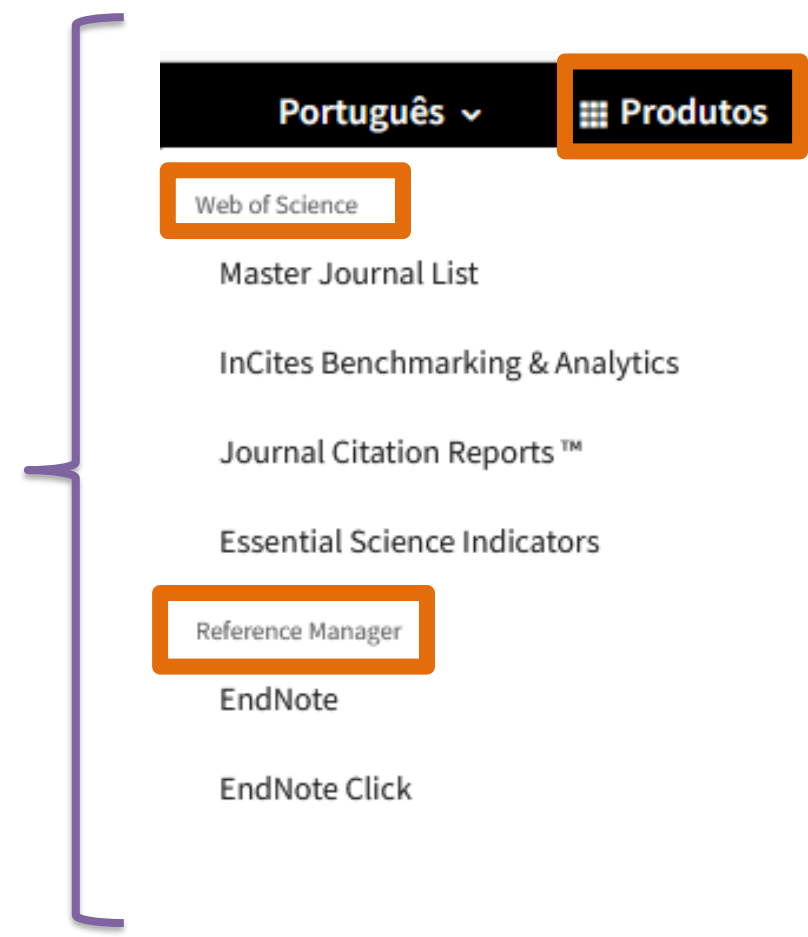 Português Produtos
Web of Science
Master Journal List
InCites Benchmarking & Analytics
Journal Citation Reports ™
Essential Science Indicators
Reference Manager
EndNote
EndNote Click